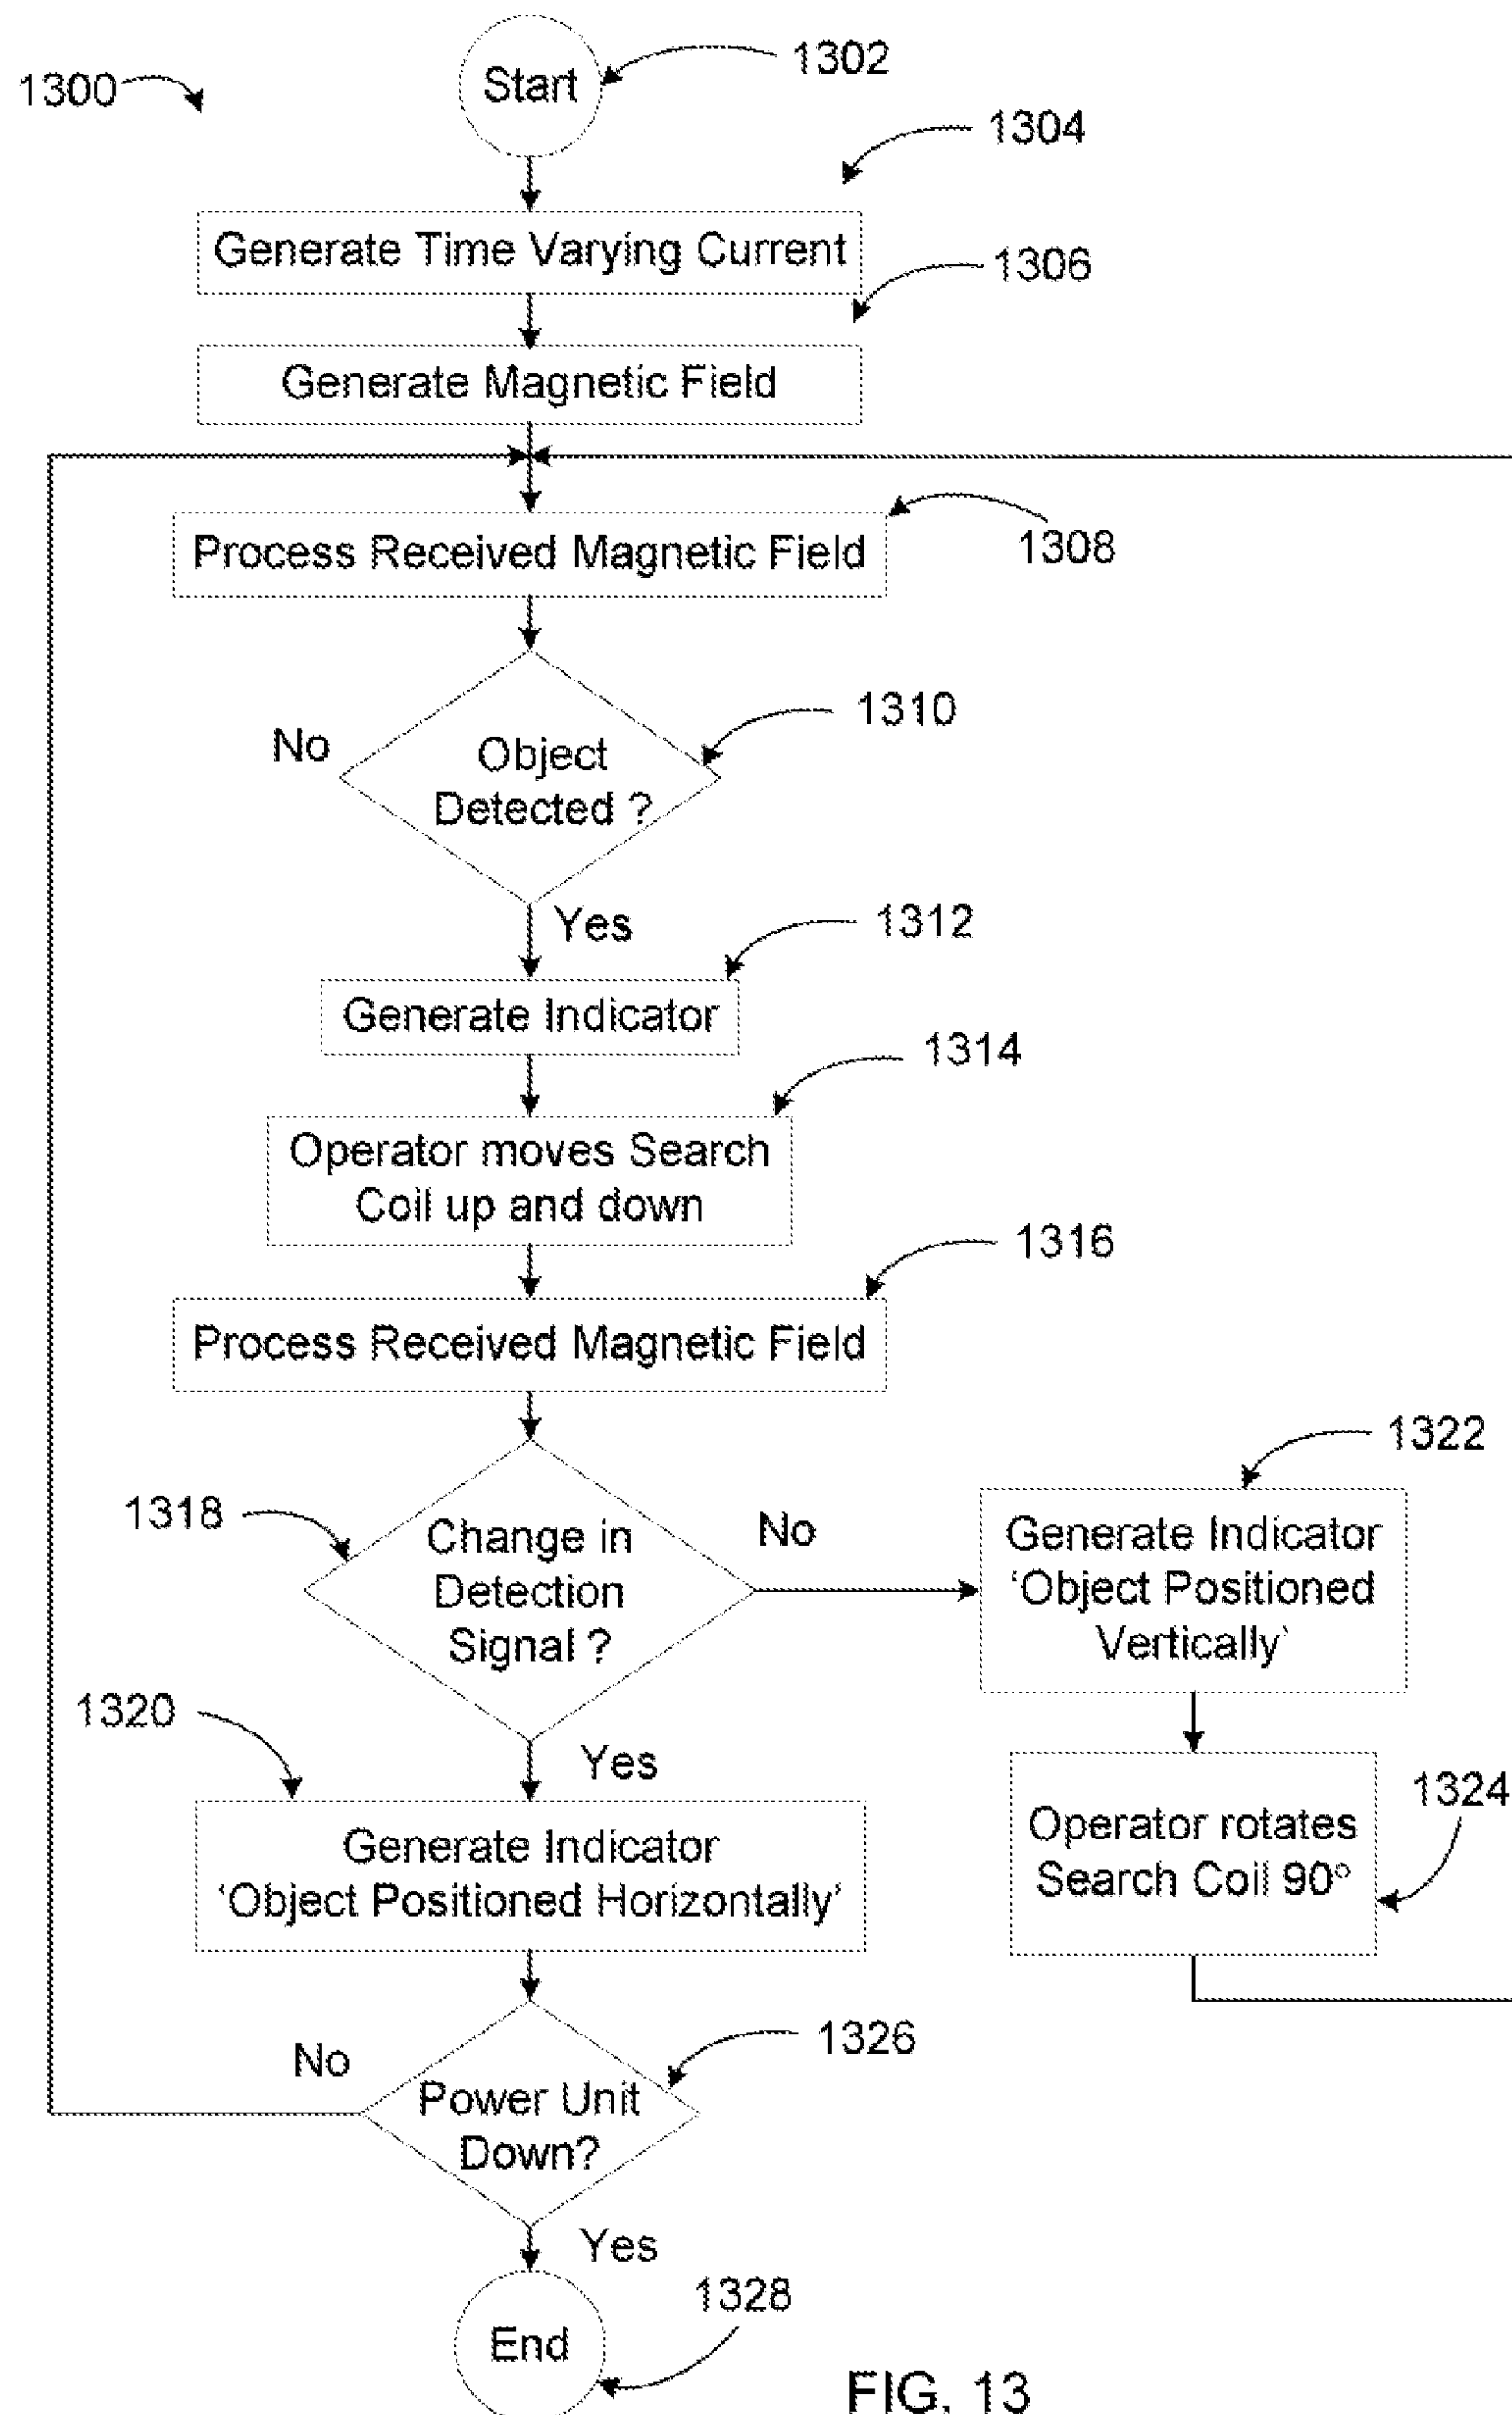 1300
Start
1302
1304
Generate Time Varying Current
1306
Generate Magnetic Field
Process Received Magnetic Field
1308
1310
No
Object
Detected ?
Yes
1312
Generate Indicator
1314
Operator moves Search
Coil up and down
1316
Process Received Magnetic Field
1318
Change in
Detection
Signal ?
No
1322
Generate Indicator
‘Object Positioned
Vertically’
1320
Yes
1324
Operator rotates
Search Coil 90°
Generate Indicator
‘Object Positioned Horizontally’
No
1326
Power Unit
Down?
Yes
1328
End
FIG. 13